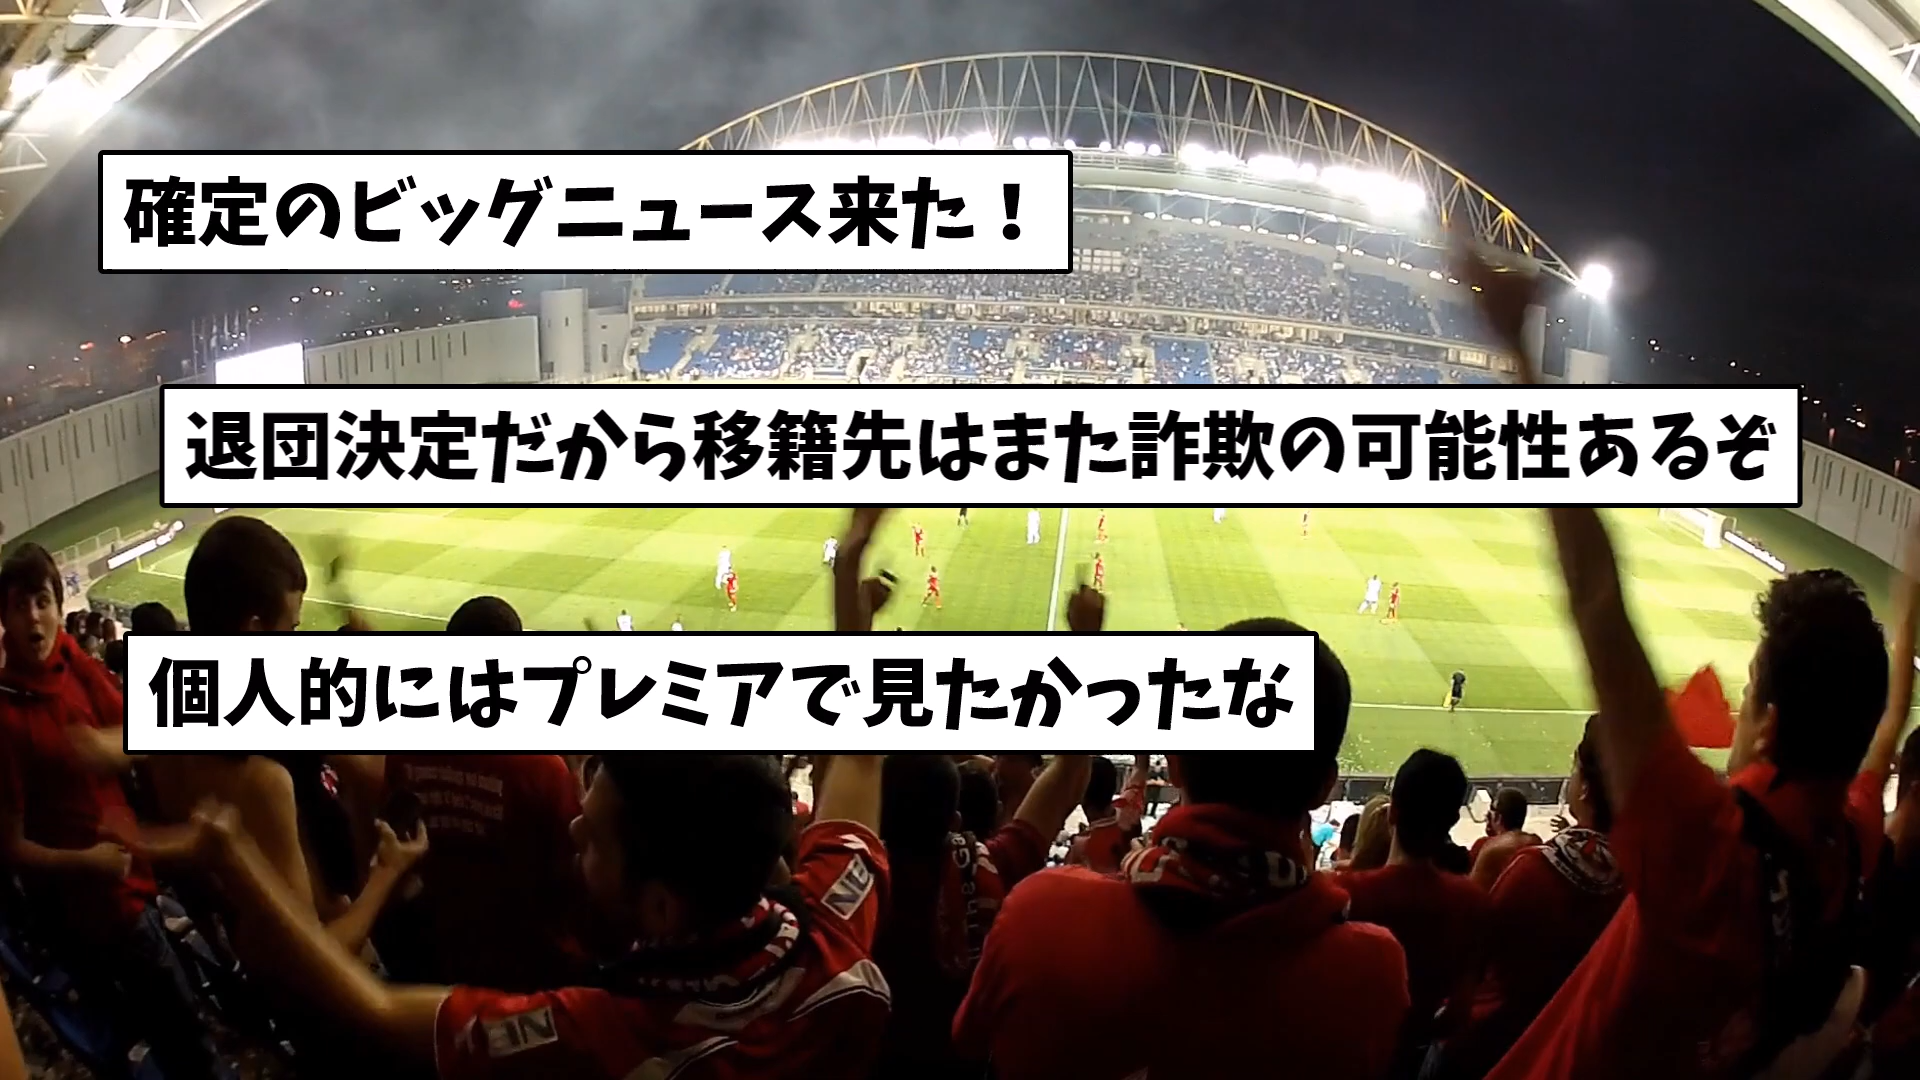 確定のビッグニュース来た！
退団決定だから移籍先はまた詐欺の可能性あるぞ
個人的にはプレミアで見たかったな